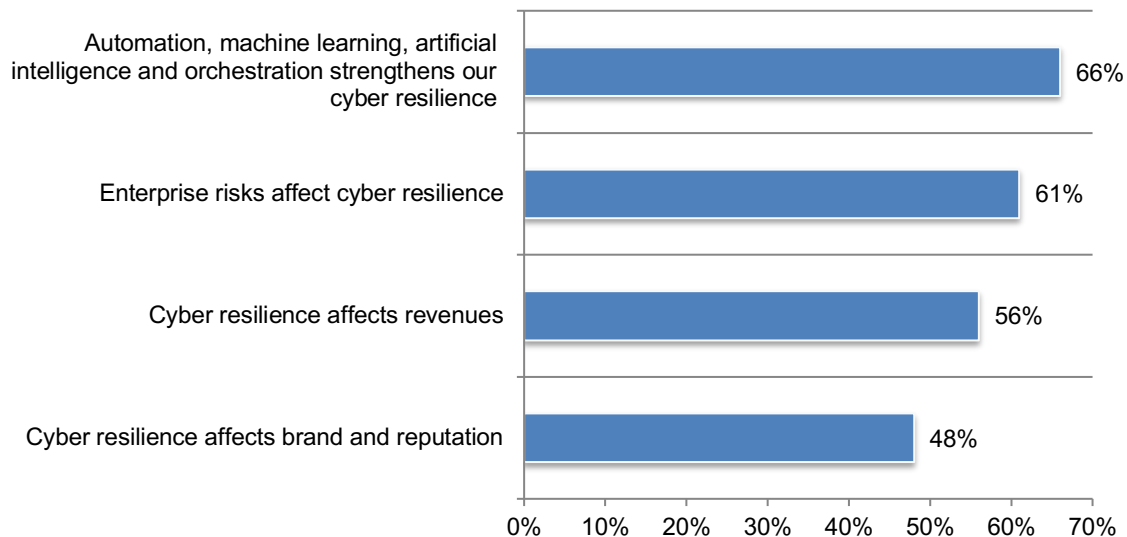 Automation, machine learning, artificial
intelligence and orchestration strengthens our
cyber resilience
66%
Enterprise risks affect cyber resilience
61%
Cyber resilience affects revenues
56%
Cyber resilience affects brand and reputation
48%
0% 10% 20% 30% 40% 50% 60% 70%